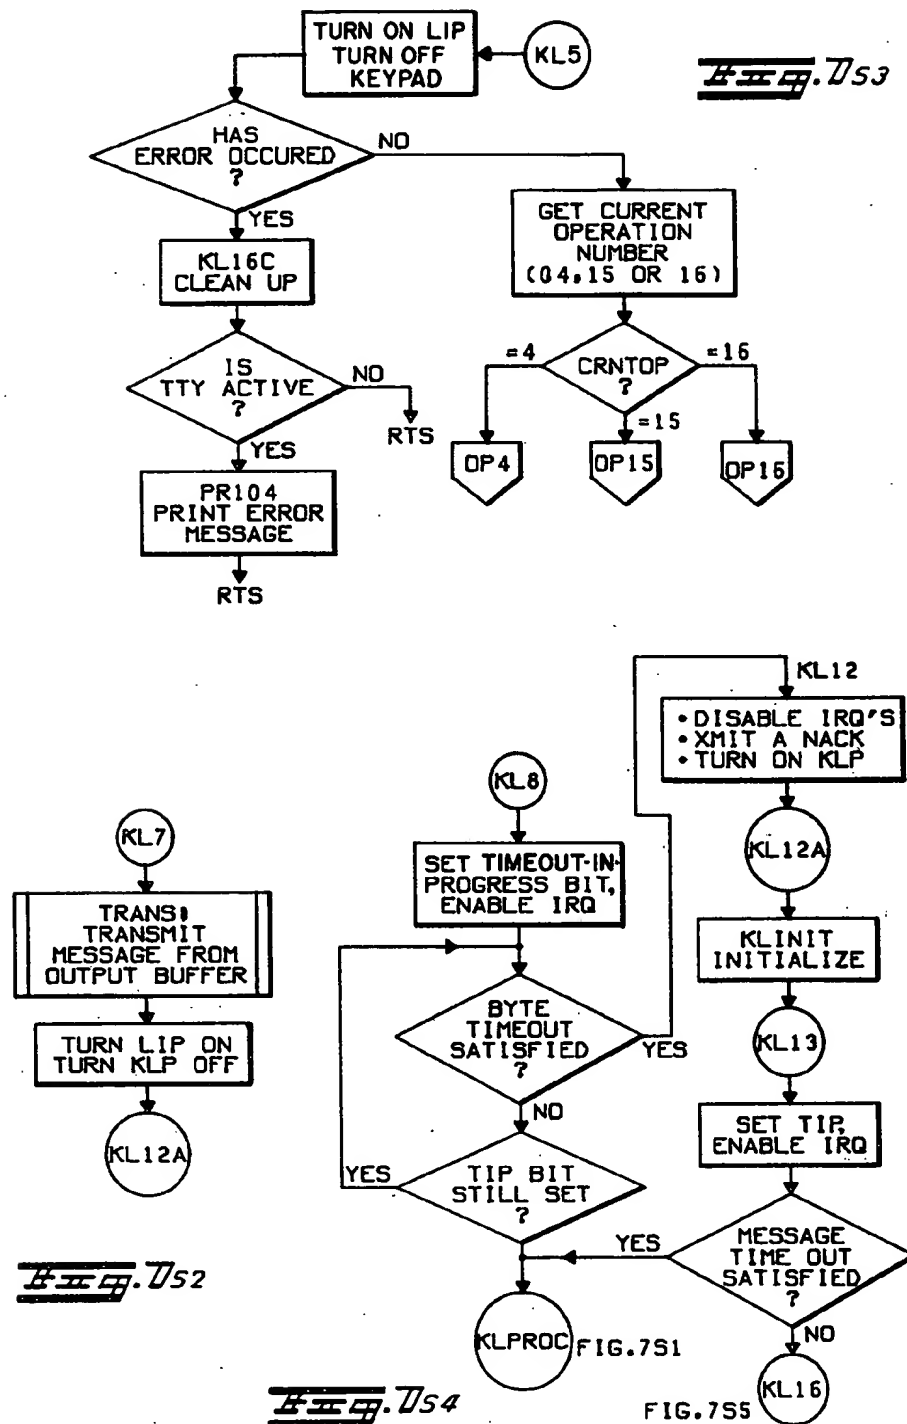 TURN ON LIP
TURN OFF
KEYPAD
KL5
Fig. 7S3
HAS
ERROR OCCURED
?
NO
YES
KL16C
CLEAN UP
IS
TTY ACTIVE
?
NO
RTS
YES
PR104
PRINT ERROR
MESSAGE
RTS
GET CURRENT
OPERATION
NUMBER
(04,15 OR 16)
=4
CRNTOP
?
=16
=15
OP4
OP15
OP16
KL7
TRANS:
TRANSMIT
MESSAGE FROM
OUTPUT BUFFER
TURN LIP ON
TURN KLP OFF
KL12A
Fig. 7S2
KL8
SET TIMEOUT-IN-
PROGRESS BIT,
ENABLE IRQ
BYTE
TIMEOUT
SATISFIED
?
YES
NO
TIP BIT
STILL SET
?
YES
KLPROC
FIG.7S1
Fig. 7S4
KL12
• DISABLE IRQ'S
• XMIT A NACK
• TURN ON KLP
KL12A
KLINIT
INITIALIZE
KL13
SET TIP,
ENABLE IRQ
MESSAGE
TIME OUT
SATISFIED
?
YES
NO
KL16
FIG.7S5